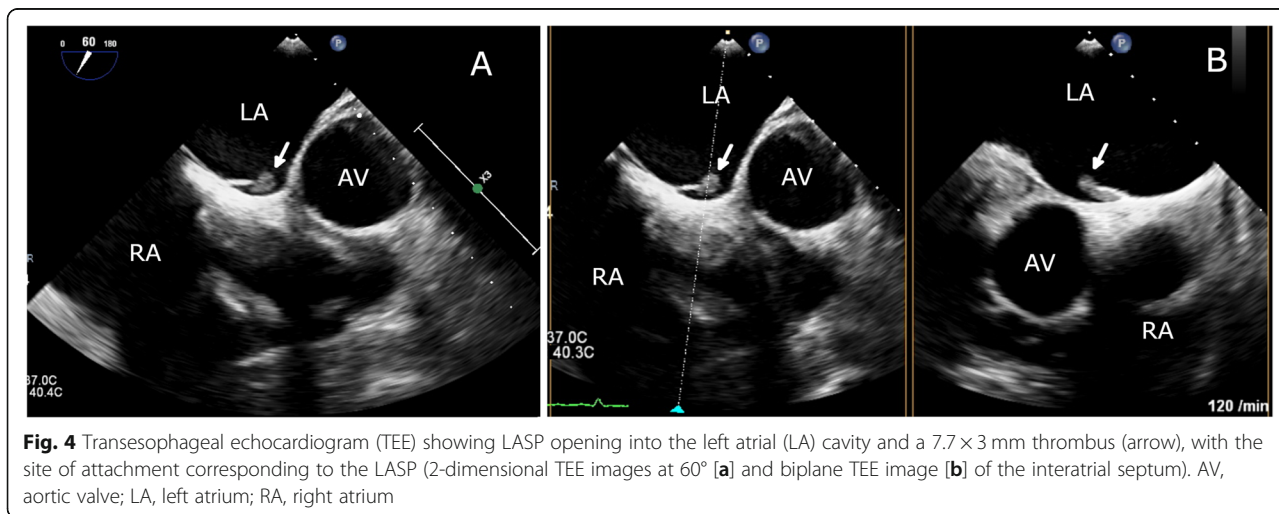 0 60 180
P
A
LA
X3
AV
RA
R
37.0C
40.4C
P
B
LA
LA
AV
AV
RA
RA
4
37.0C
40.3C
120 /min
Fig. 4 Transesophageal echocardiogram (TEE) showing LASP opening into the left atrial (LA) cavity and a 7.7 × 3 mm thrombus (arrow), with the
site of attachment corresponding to the LASP (2-dimensional TEE images at 60° [a] and biplane TEE image [b] of the interatrial septum). AV,
aortic valve; LA, left atrium; RA, right atrium